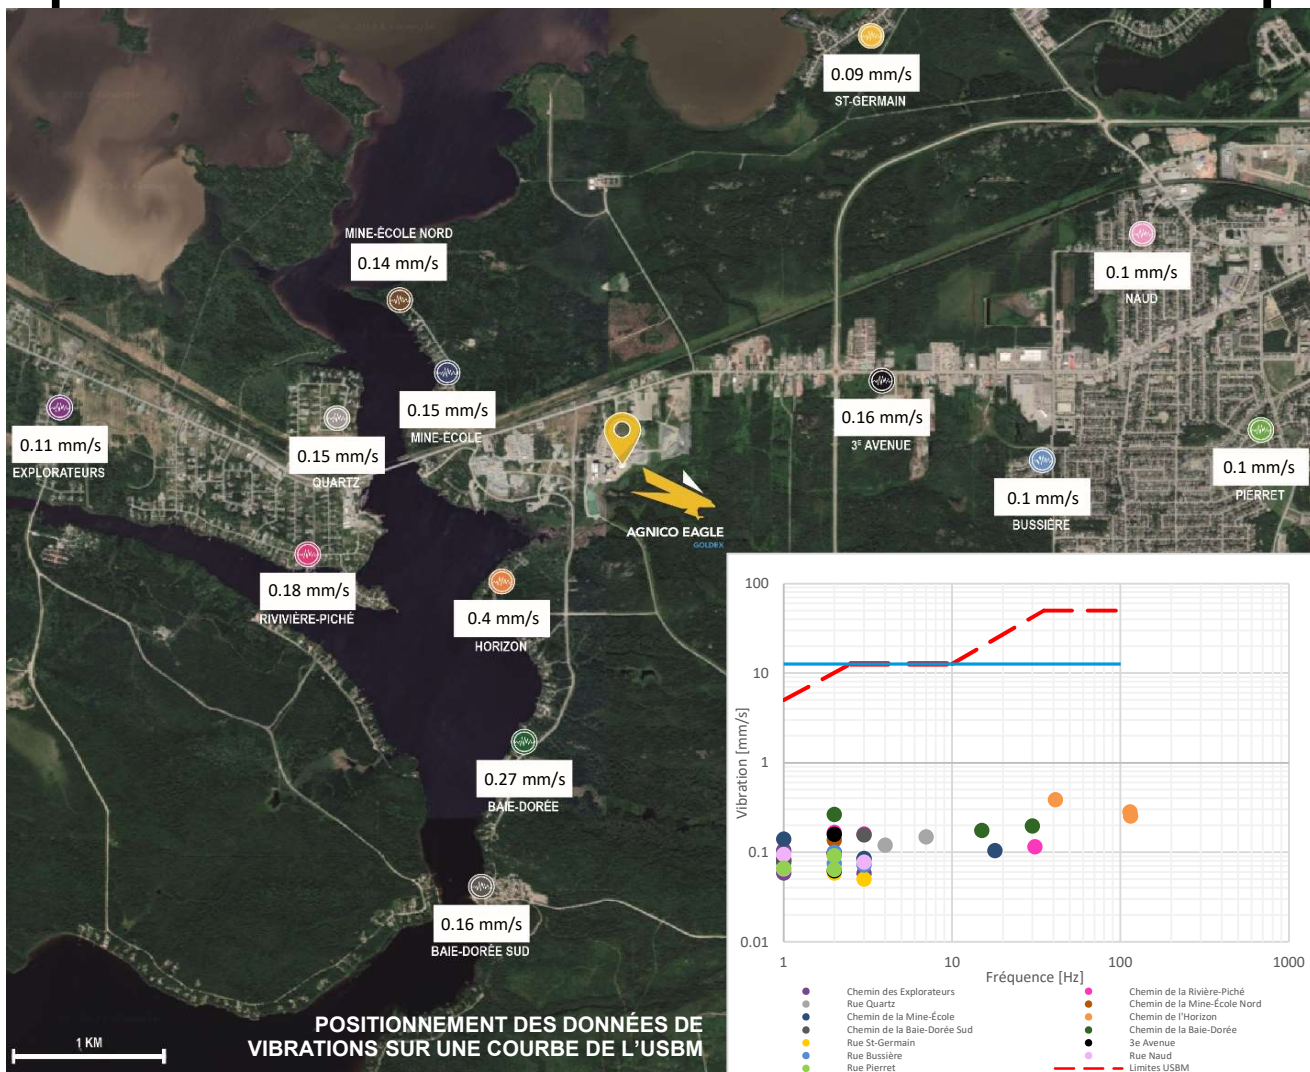 0.09 mm/s
ST-GERMAIN
MINE-ÉCOLE NORD
0.14 mm/s
0.1 mm/s
NAUD
0.15 mm/s
MINE-ÉCOLE
0.16 mm/s
3E AVENUE
0.11 mm/s
EXPLORATEURS
0.15 mm/s
QUARTZ
0.1 mm/s
BUSSIÈRE
0.1 mm/s
PIERRET
AGNICO EAGLE
GOLDEX
0.18 mm/s
RIVIVIÈRE-PICHÉ
0.4 mm/s
HORIZON
0.27 mm/s
BAIE-DORÉE
0.16 mm/s
BAIE-DORÉE SUD
POSITIONNEMENT DES DONNÉES DE
VIBRATIONS SUR UNE COURBE DE L'USBM
1 KM
100
10
1
0.1
0.01
Vibration [mm/s]
1
10
100
1000
Fréquence [Hz]
Chemin des Explorateurs
Chemin de la Rivière-Piché
Rue Quartz
Chemin de la Mine-École Nord
Chemin de la Mine-École
Chemin de l'Horizon
Chemin de la Baie-Dorée Sud
Chemin de la Baie-Dorée
Rue St-Germain
3e Avenue
Rue Bussière
Rue Naud
Rue Pierret
Limites USBM